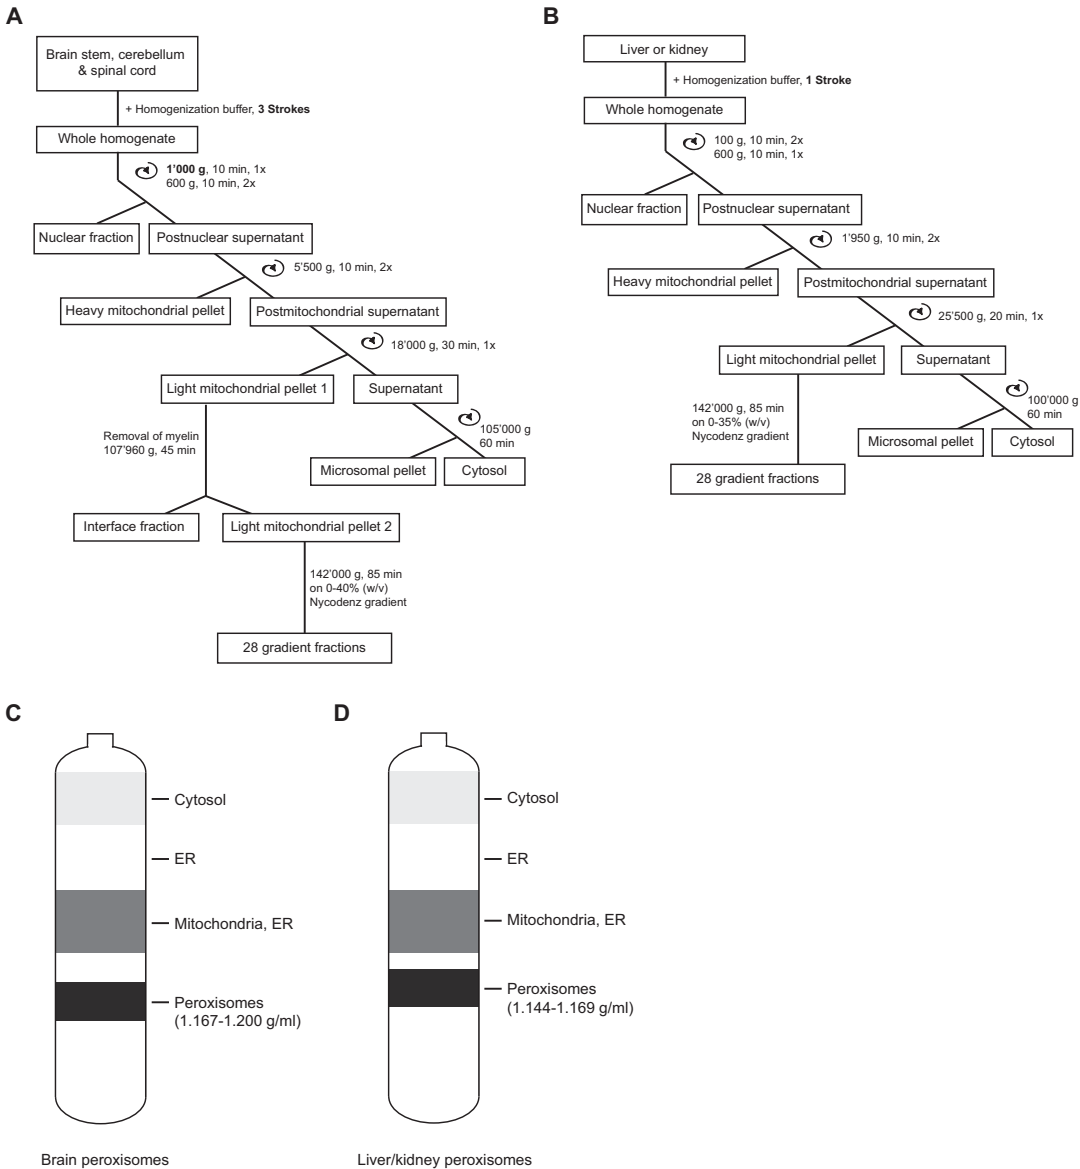 A
Brain stem, cerebellum
& spinal cord
+ Homogenization buffer, 3 Strokes
Whole homogenate
1’000 g, 10 min, 1x
600 g, 10 min, 2x
Nuclear fraction
Postnuclear supernatant
5’500 g, 10 min, 2x
Heavy mitochondrial pellet
Postmitochondrial supernatant
18’000 g, 30 min, 1x
Light mitochondrial pellet 1
Supernatant
Removal of myelin
107’960 g, 45 min
105’000 g
60 min
Microsomal pellet
Cytosol
Interface fraction
Light mitochondrial pellet 2
142’000 g, 85 min
on 0-40% (w/v)
Nycodenz gradient
28 gradient fractions
B
Liver or kidney
+ Homogenization buffer, 1 Stroke
Whole homogenate
100 g, 10 min, 2x
600 g, 10 min, 1x
Nuclear fraction
Postnuclear supernatant
1’950 g, 10 min, 2x
Heavy mitochondrial pellet
Postmitochondrial supernatant
25’500 g, 20 min, 1x
Light mitochondrial pellet
Supernatant
142’000 g, 85 min
on 0-35% (w/v)
Nycodenz gradient
100’000 g
60 min
Microsomal pellet
Cytosol
28 gradient fractions
C
Cytosol
ER
Mitochondria, ER
Peroxisomes
(1.167-1.200 g/ml)
Brain peroxisomes
D
Cytosol
ER
Mitochondria, ER
Peroxisomes
(1.144-1.169 g/ml)
Liver/kidney peroxisomes